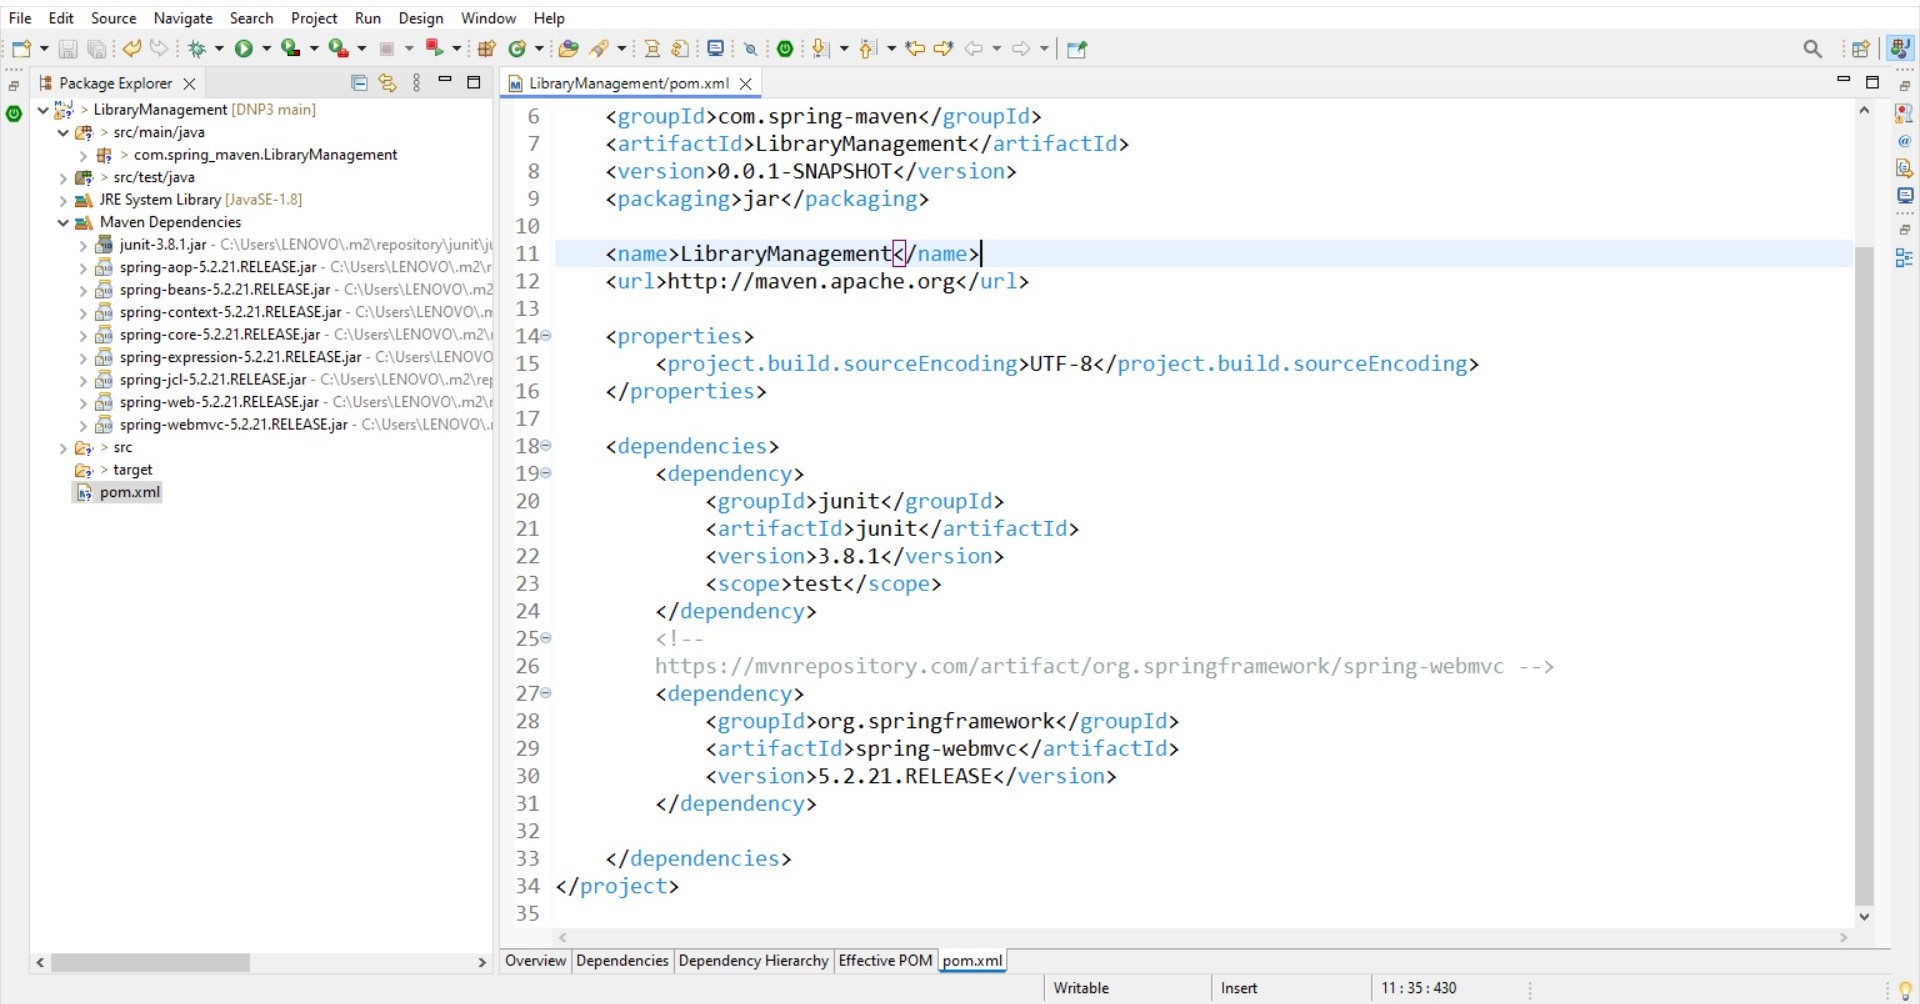 File Edit Source Navigate Search Project Run Design Window Help
Package Explorer
LibraryManagement/pom.xml
> LibraryManagement [DNP3 main]
> src/main/java
> com.spring_maven.LibraryManagement
> src/test/java
JRE System Library [JavaSE-1.8]
Maven Dependencies
junit-3.8.1.jar - C:\Users\LENOVO\.m2\repository\junit\
spring-aop-5.2.21.RELEASE.jar - C:\Users\LENOVO\.m2\
spring-beans-5.2.21.RELEASE.jar - C:\Users\LENOVO\.m2
spring-context-5.2.21.RELEASE.jar - C:\Users\LENOVO\.
spring-core-5.2.21.RELEASE.jar - C:\Users\LENOVO\.m2\
spring-expression-5.2.21.RELEASE.jar - C:\Users\LENOVO
spring-jcl-5.2.21.RELEASE.jar - C:\Users\LENOVO\.m2\rep
spring-web-5.2.21.RELEASE.jar - C:\Users\LENOVO\.m2\
spring-webmvc-5.2.21.RELEASE.jar - C:\Users\LENOVO\.
> src
> target
pom.xml
6 <groupId>com.spring-maven</groupId>
7 <artifactId>LibraryManagement</artifactId>
8 <version>0.0.1-SNAPSHOT</version>
9 <packaging>jar</packaging>
10
11 <name>LibraryManagement</name>
12 <url>http://maven.apache.org</url>
13
14 <properties>
15 <project.build.sourceEncoding>UTF-8</project.build.sourceEncoding>
16 </properties>
17
18 <dependencies>
19 <dependency>
20 <groupId>junit</groupId>
21 <artifactId>junit</artifactId>
22 <version>3.8.1</version>
23 <scope>test</scope>
24 </dependency>
25 <!--
26 https://mvnrepository.com/artifact/org.springframework/spring-webmvc -->
27 <dependency>
28 <groupId>org.springframework</groupId>
29 <artifactId>spring-webmvc</artifactId>
30 <version>5.2.21.RELEASE</version>
31 </dependency>
32
33 </dependencies>
34 </project>
35
Overview Dependencies Dependency Hierarchy Effective POM pom.xml
Writable Insert 11 : 35 : 430